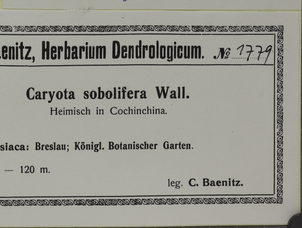 enitz, Herbarium Dendrologicum. № 1779
Caryota sobolifera Wall.
Heimisch in Cochinchina.
siaca: Breslau; Königl. Botanischer Garten.
— 120 m.
leg. C. Baenitz.